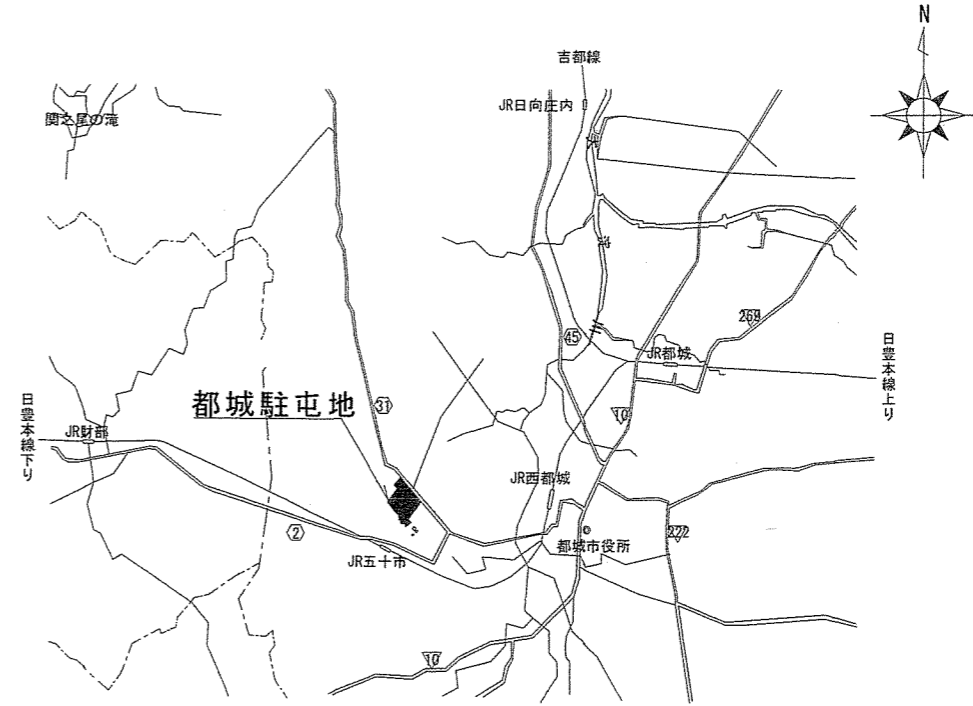 N
吉都線
JR日向庄内
関之尾の滝
269
45
JR都城
日豊本線上り
31
10
都城駐屯地
日豊本線下り
JR財部
JR西都城
2
都城市役所
222
JR五十市
10